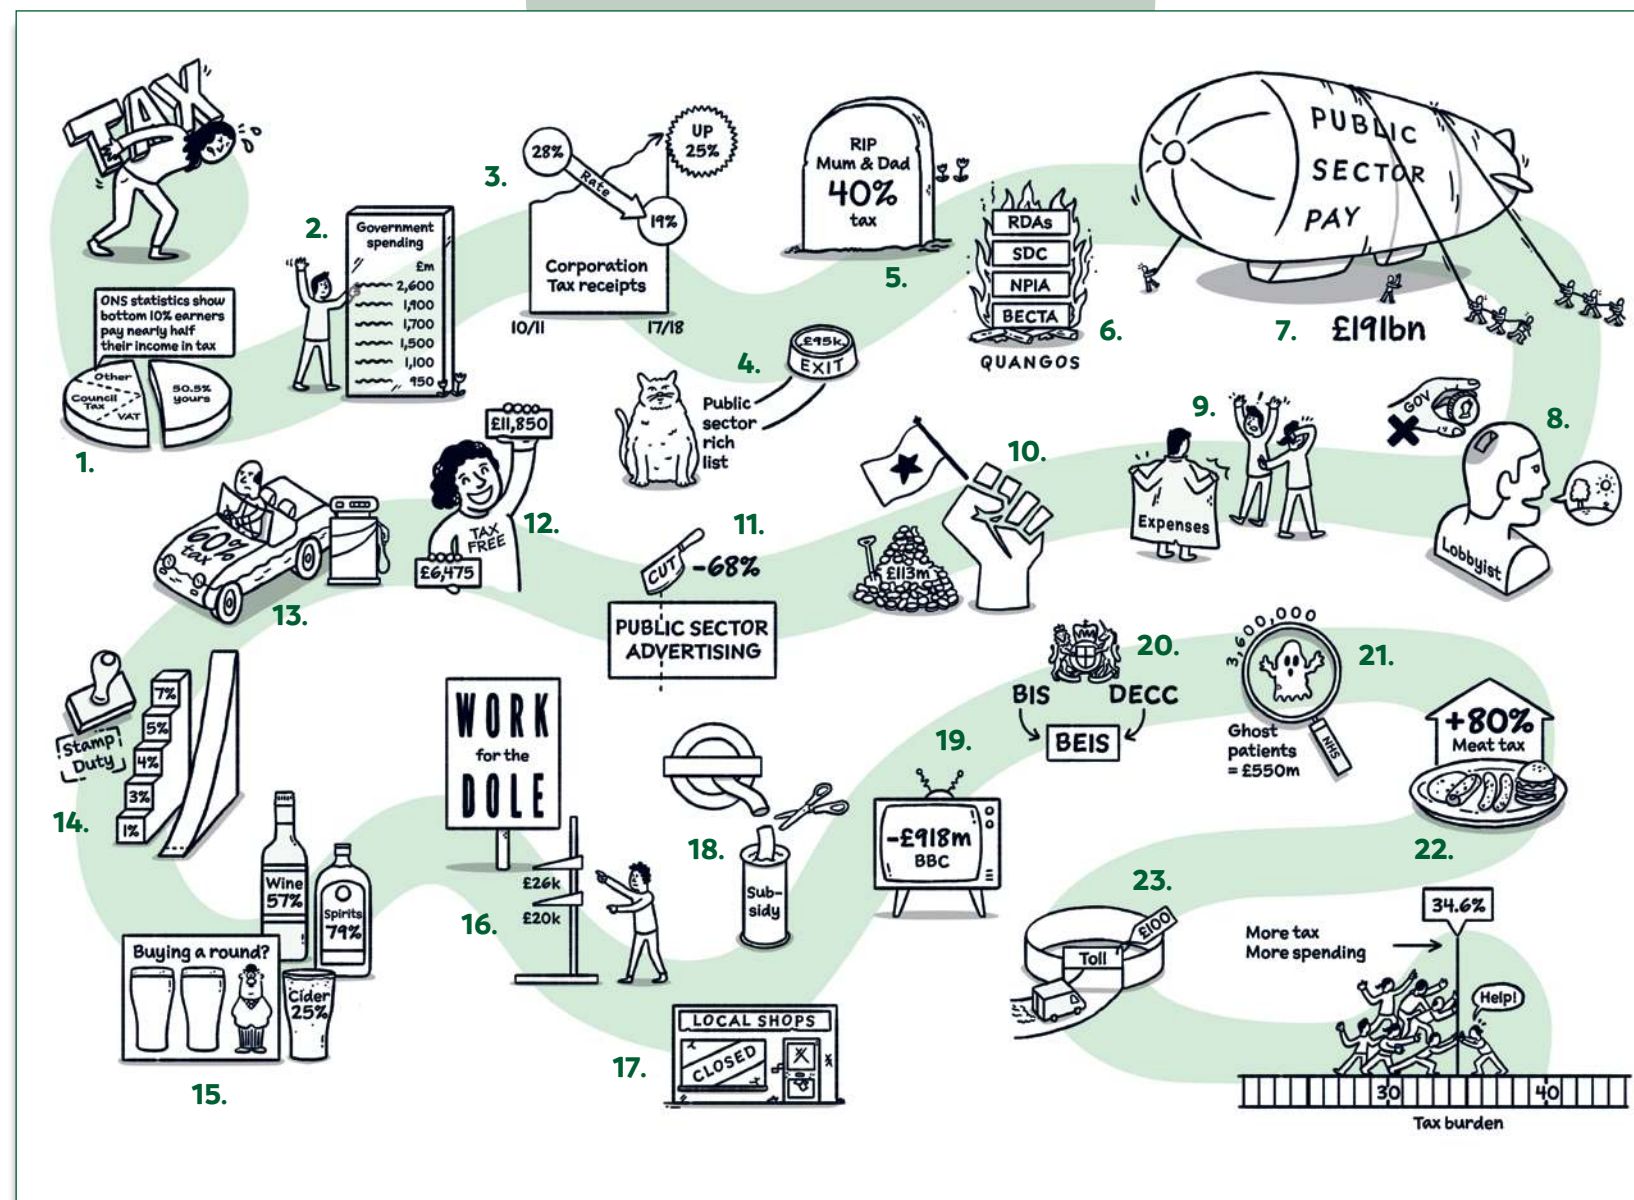 TAX
ONS statistics show
bottom 10% earners
pay nearly half
their income in tax
Other
Council
Tax
VAT
50.5%
yours
1.
2.
Government
spending
£m
2,600
1,900
1,700
1,500
1,100
950
3.
28%
Rate
19%
UP
25%
Corporation
Tax receipts
10/11
17/18
4.
£95k
EXIT
Public
sector
rich
list
RIP
Mum & Dad
40%
tax
5.
RDAs
SDC
NPIA
BECTA
QUANGOS
6.
PUBLIC
SECTOR
PAY
7.
£191bn
GOV
8.
Lobbyist
9.
Expenses
10.
£113m
11.
CUT
-68%
PUBLIC SECTOR
ADVERTISING
£11,850
12.
TAX
FREE
£6,475
60%
tax
13.
Stamp
Duty
7%
5%
4%
3%
1%
14.
Wine
57%
Spirits
79%
Buying a round?
Cider
25%
15.
WORK
for the
DOLE
16.
£26k
£20k
LOCAL SHOPS
CLOSED
17.
18.
Sub-
sidy
19.
-£918m
BBC
20.
BIS
DECC
BEIS
3,600,000
21.
Ghost
patients
= £550m
NHS
+80%
Meat tax
22.
23.
£100
Toll
34.6%
More tax
More spending
Help!
30
40
Tax burden